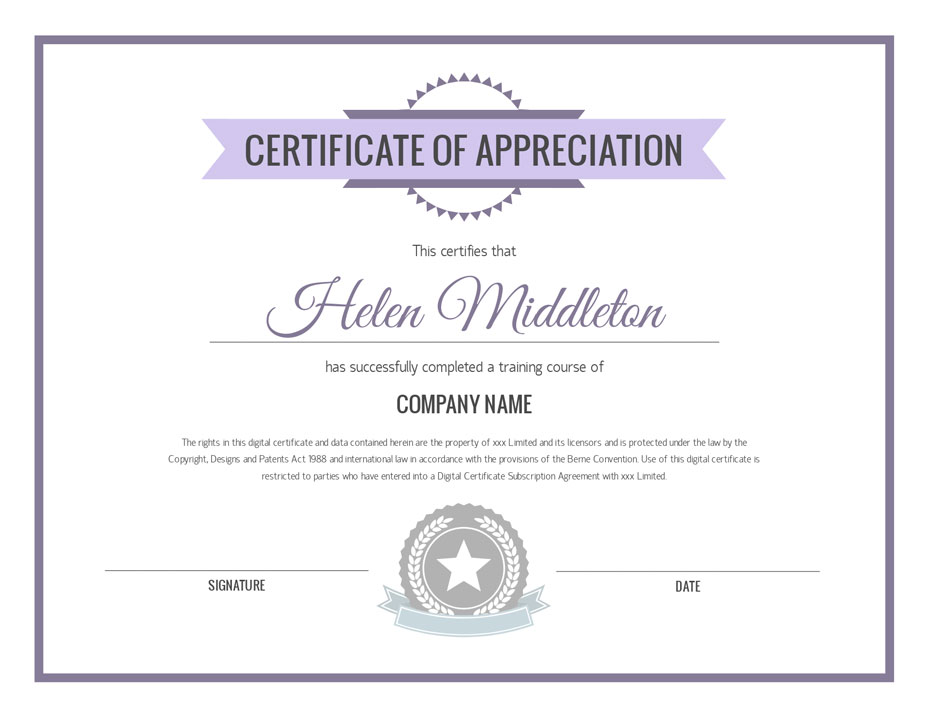 CERTIFICATE OF APPRECIATION
This certifies that
Helen Middleton
has successfully completed a training course of
COMPANY NAME
The rights in this digital certificate and data contained herein are the property of xxx Limited and its licensors and is protected under the law by the
Copyright, Designs and Patents Act 1988 and international law in accordance with the provisions of the Berne Convention. Use of this digital certificate is
restricted to parties who have entered into a Digital Certificate Subscription Agreement with xxx Limited.
SIGNATURE
DATE